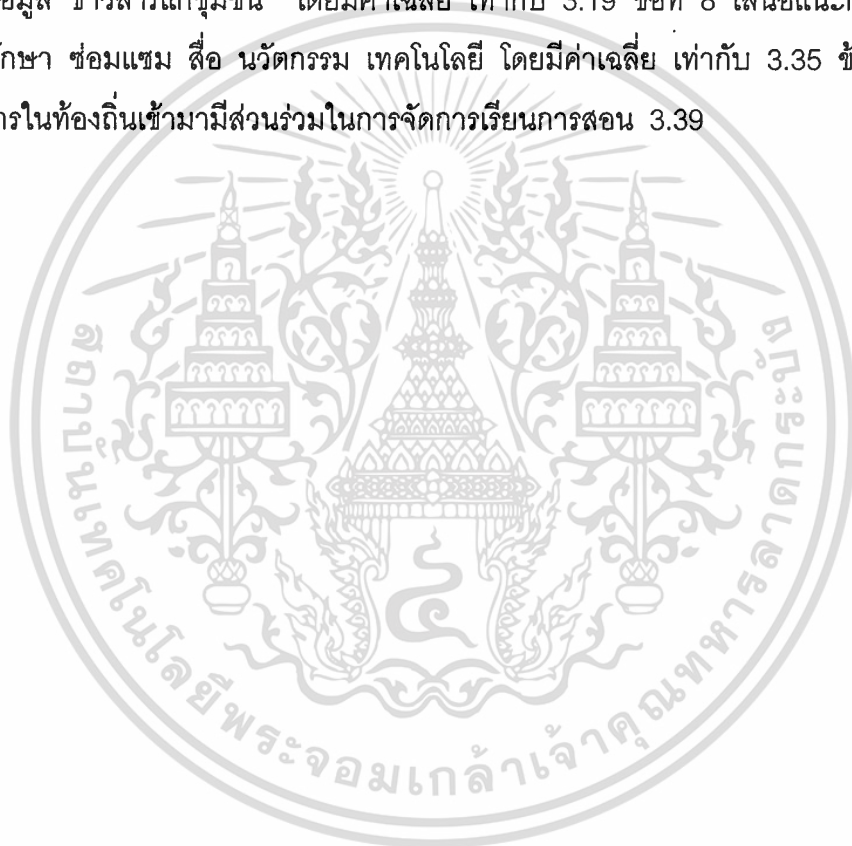 ข่าวสารแก่ชุมชน โดยมีค่าเฉลี่ย เท่ากับ 3.19 ข้อที่ 8
ซ่อมแซม สื่อ นวัตกรรม เทคโนโลยี โดยมีค่าเฉลี่ย เท่ากับ 3.35
ในท้องถิ่นเข้ามามีส่วนร่วมในการจัดการเรียนการสอน 3.39
สถาบันเทคโนโลยีพระจอมเกล้าเจ้าคุณทหารลาดกระบัง